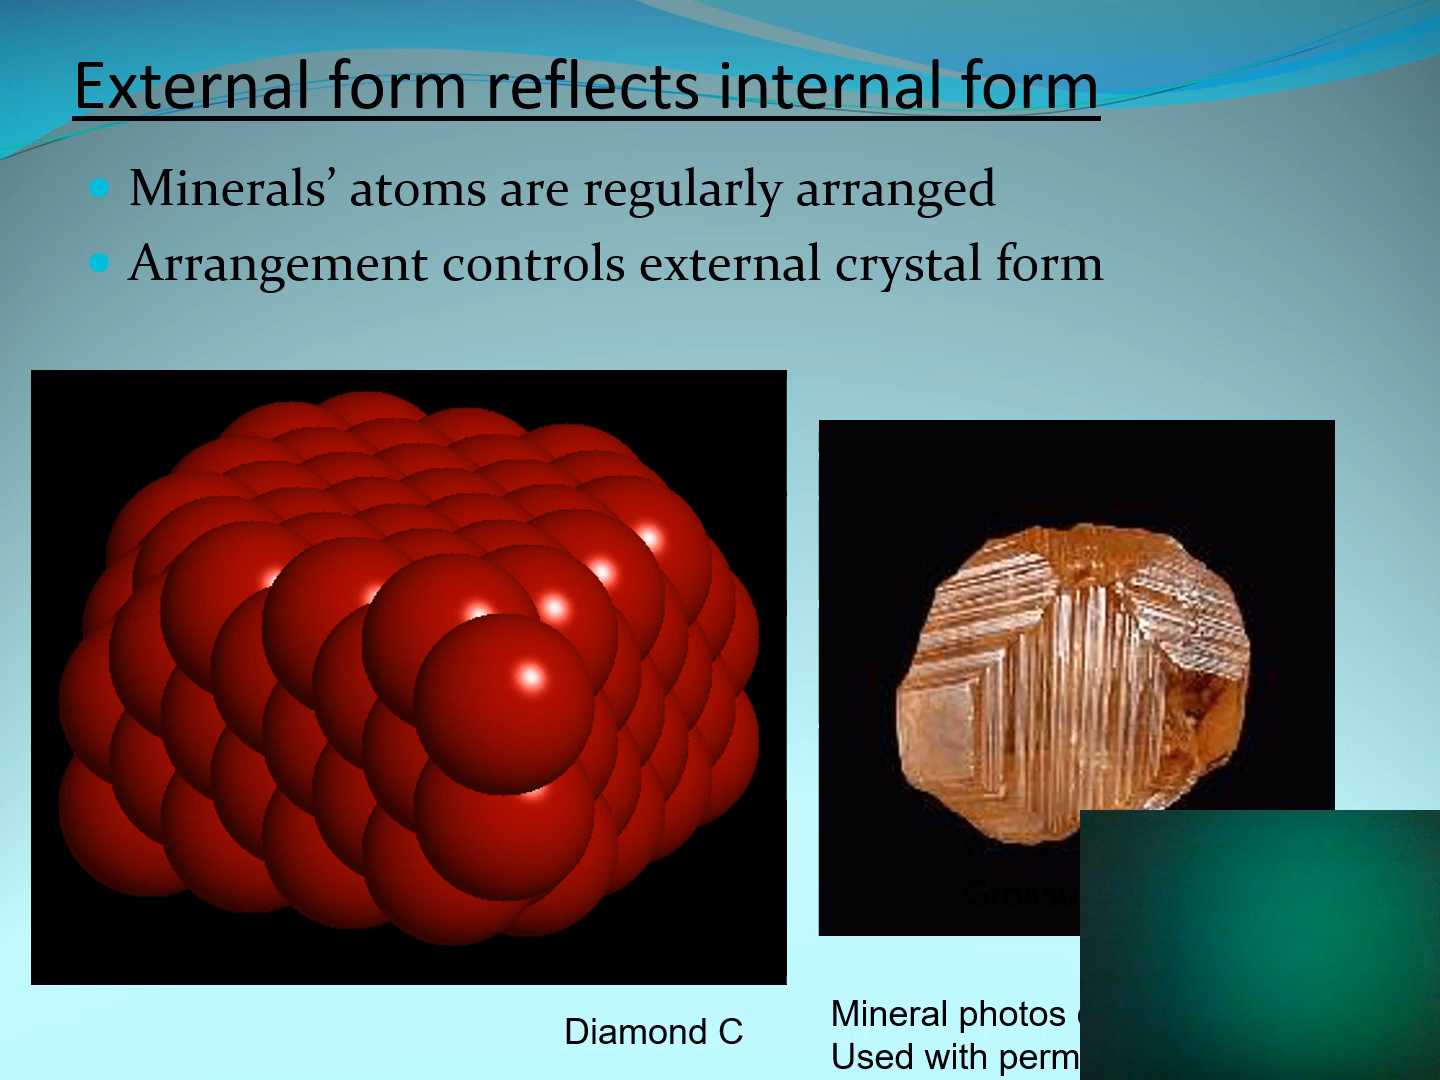 External form reflects internal form
Minerals’ atoms are regularly arranged
Arrangement controls external crystal form
Diamond C
Mineral photos
Used with